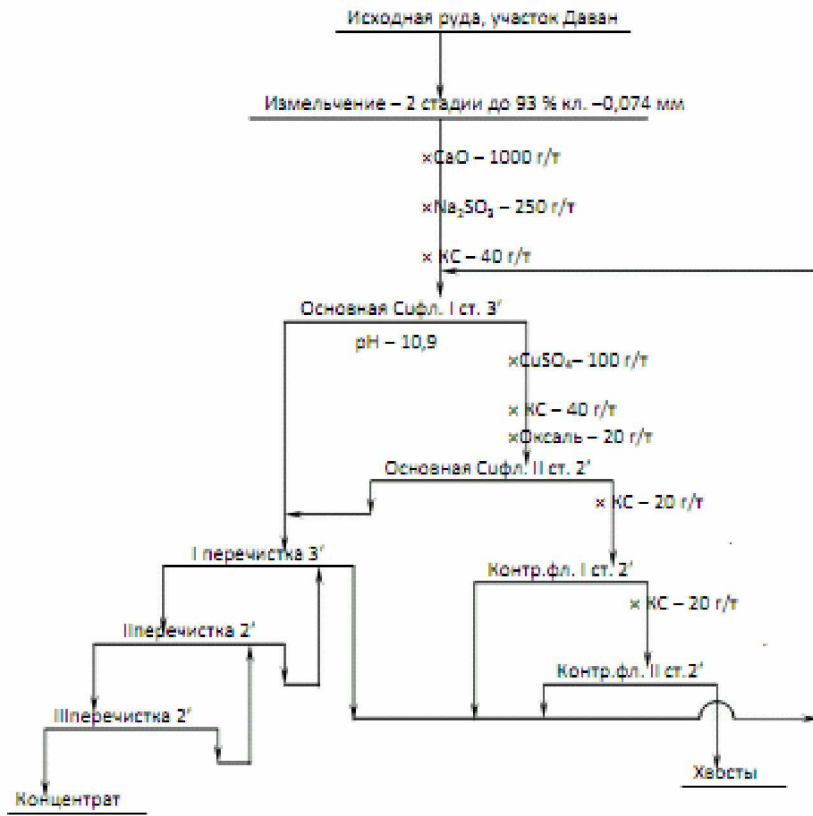 Исходная руда, участок Даван
Измельчение – 2 стадии до 93 % кл. –0,074 мм
×CaO – 1000 г/т
×Na₂SO₃ – 250 г/т
× КС – 40 г/т
Основная Cuфл. I ст. 3′
pH – 10,9
×CuSO₄– 100 г/т
× КС – 40 г/т
×Оксаль – 20 г/т
Основная Cuфл. II ст. 2′
× КС – 20 г/т
I перечистка 3′
Контр.фл. I ст. 2′
× КС – 20 г/т
IIперечистка 2′
Контр.фл. II ст.2′
IIIперечистка 2′
Хвосты
Концентрат